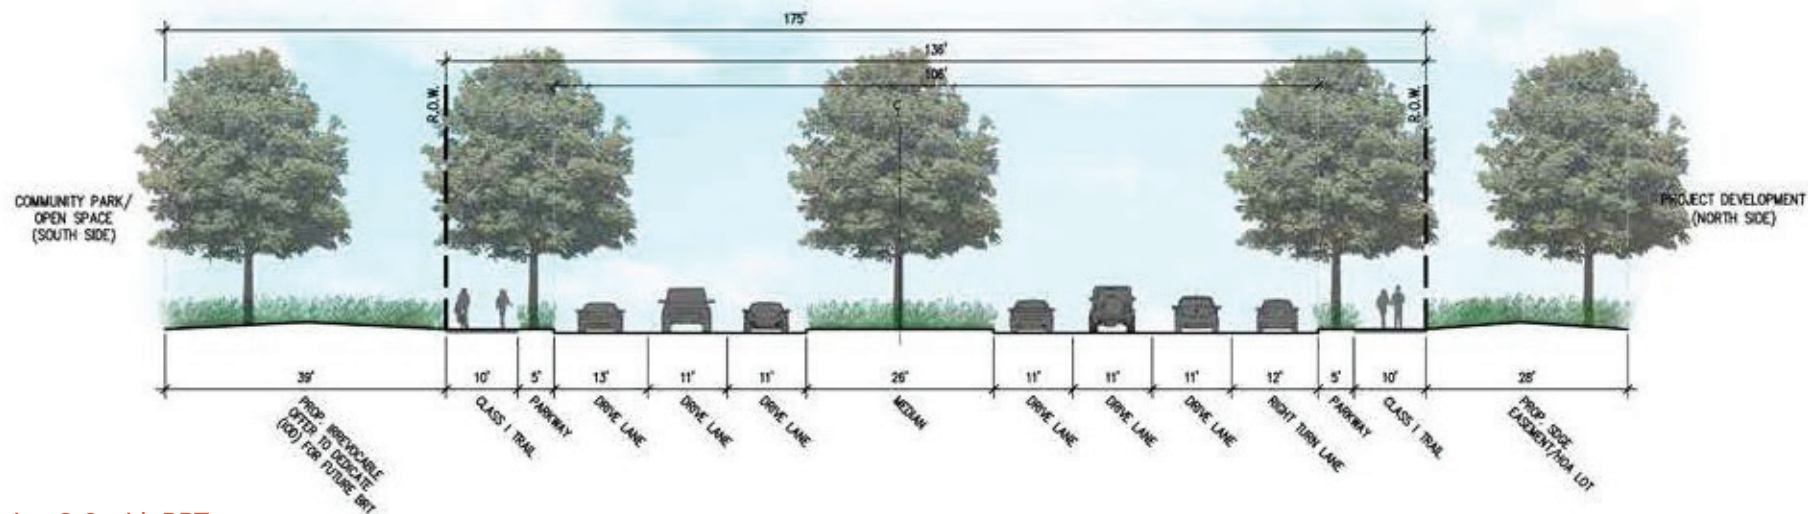 175'
136'
106'
R.O.W.
R.O.W.
COMMUNITY PARK/
OPEN SPACE
(SOUTH SIDE)
PROJECT DEVELOPMENT
(NORTH SIDE)
39'
10'
5'
13'
11'
11'
26'
11'
11'
11'
12'
5'
10'
28'
PROP. IRREVOCABLE
OFFER TO DEDICATE
(IOD) FOR FUTURE BRT
CLASS I TRAIL
PARKWAY
DRIVE LANE
DRIVE LANE
DRIVE LANE
MEDIAN
DRIVE LANE
DRIVE LANE
DRIVE LANE
RIGHT TURN LANE
PARKWAY
CLASS I TRAIL
PROP. SDGE
EASEMENT/HOA LOT